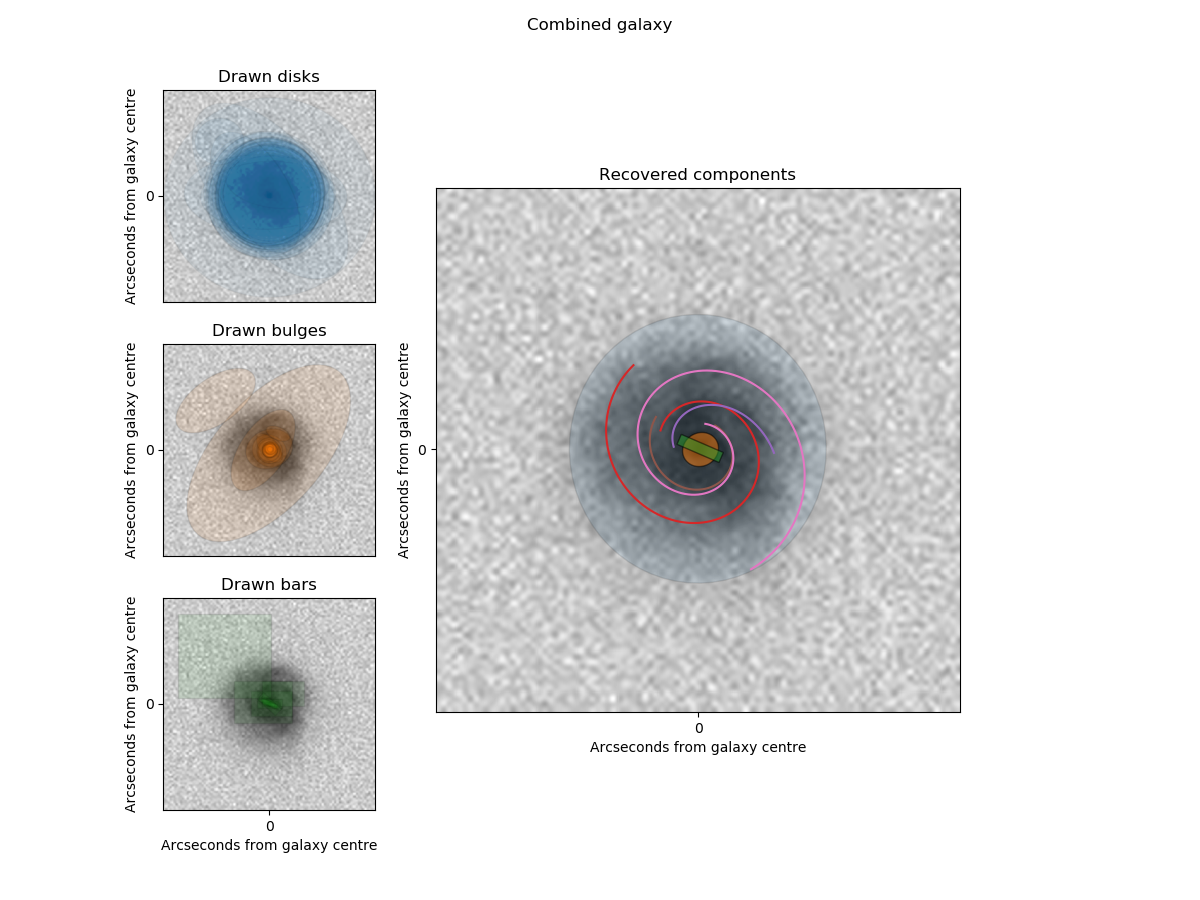 Combined galaxy
Drawn disks
Arcseconds from galaxy centre
0
Drawn bulges
Arcseconds from galaxy centre
0
Drawn bars
Arcseconds from galaxy centre
0
0
Arcseconds from galaxy centre
Recovered components
Arcseconds from galaxy centre
0
0
Arcseconds from galaxy centre